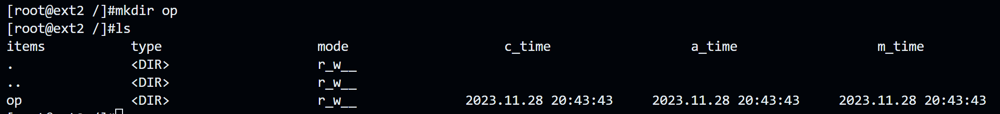 [root@ext2 /]#mkdir op
[root@ext2 /]#ls
items type mode c_time a_time m_time
. <DIR> r_w__
.. <DIR> r_w__
op <DIR> r_w__ 2023.11.28 20:43:43 2023.11.28 20:43:43 2023.11.28 20:43:43